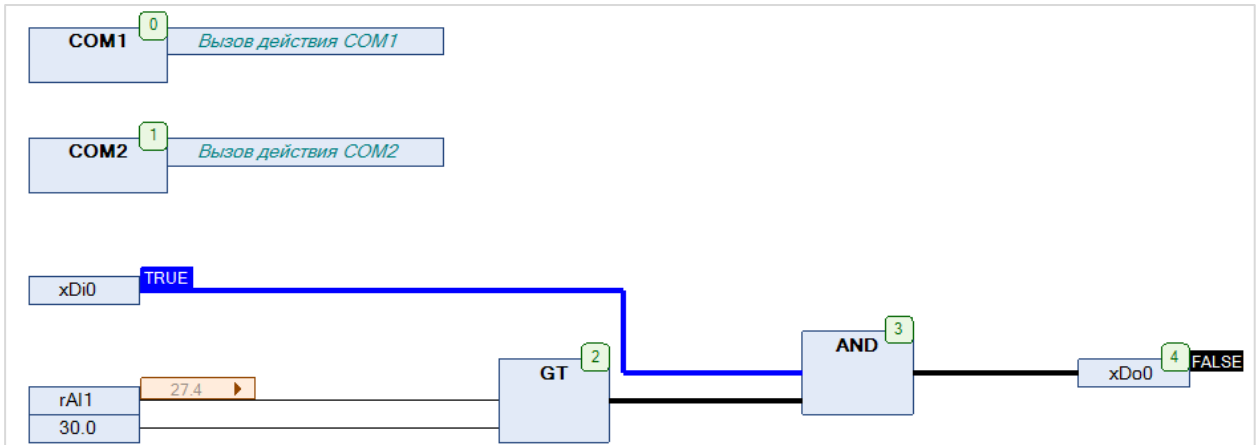 0
COM1 Вызов действия COM1
1
COM2 Вызов действия COM2
xDi0 TRUE
3
AND
2
GT
4
xDo0 FALSE
rAI1 27.4
30.0